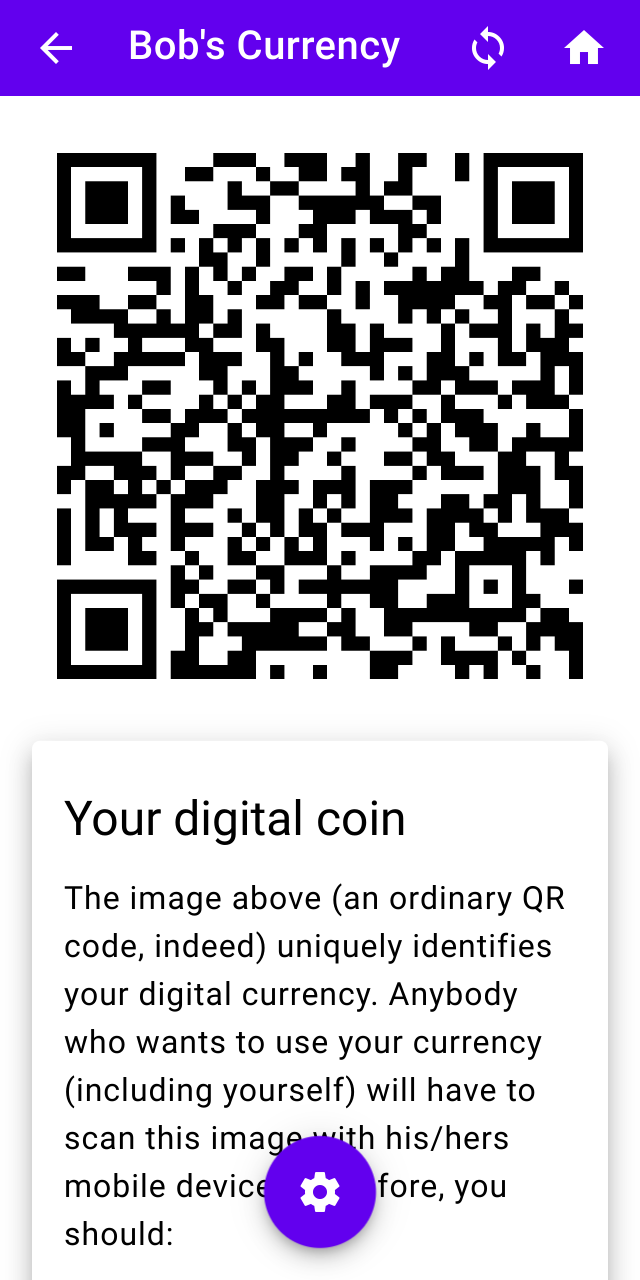 Bob's Currency
Your digital coin
The image above (an ordinary QR
code, indeed) uniquely identifies
your digital currency. Anybody
who wants to use your currency
(including yourself) will have to
scan this image with his/hers
mobile device fore, you
should: